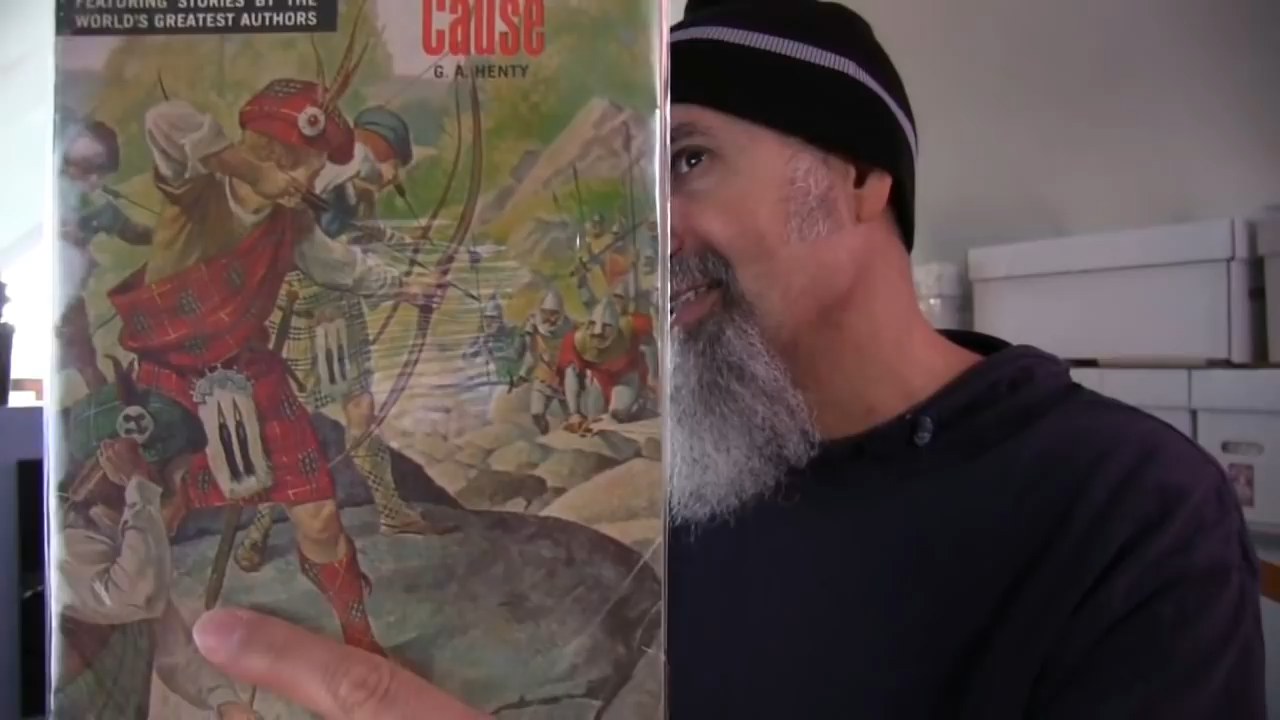 FEATURING STORIES BY THE
WORLD'S GREATEST AUTHORS
Cause
G. A. HENTY